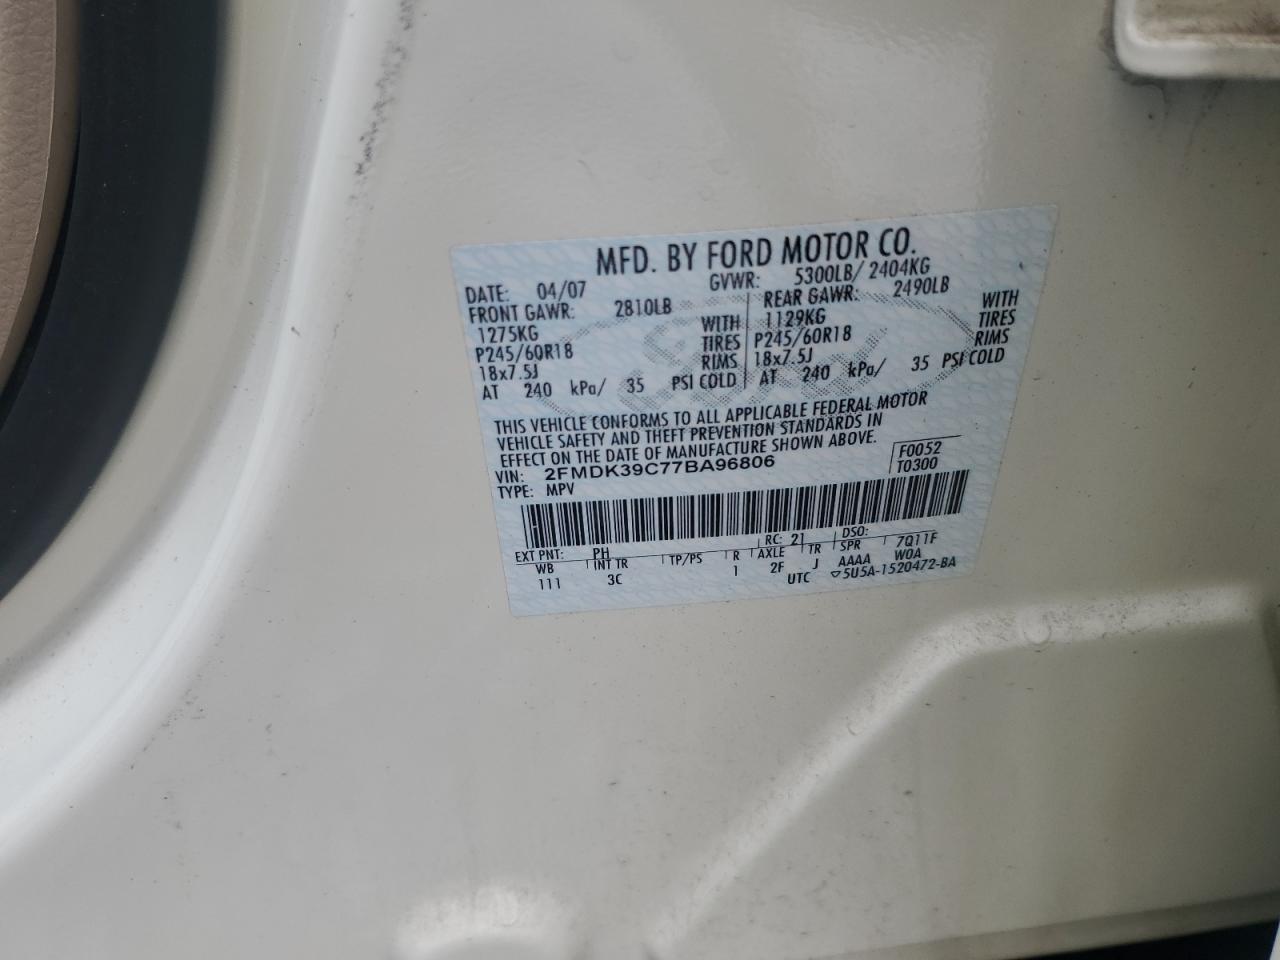 MFD. BY FORD MOTOR CO.
DATE: 04/07 GVWR: 5300LB/ 2404KG
FRONT GAWR: 2810LB REAR GAWR: 2490LB
1275KG WITH 1129KG WITH
P245/60R18 TIRES P245/60R18 TIRES
18x7.5J RIMS 18x7.5J RIMS
AT 240 kPa/ 35 PSI COLD AT 240 kPa/ 35 PSI COLD
THIS VEHICLE CONFORMS TO ALL APPLICABLE FEDERAL MOTOR
VEHICLE SAFETY AND THEFT PREVENTION STANDARDS IN
EFFECT ON THE DATE OF MANUFACTURE SHOWN ABOVE.
VIN: 2FMDK39C77BA96806 F0052
TYPE: MPV T0300
EXT PNT: PH RC: 21 DSO:
WB INT TR TP/PS R AXLE TR SPR 7Q11F
111 3C 1 2F J AAAA W0A
UTC ▽5U5A-1520472-BA